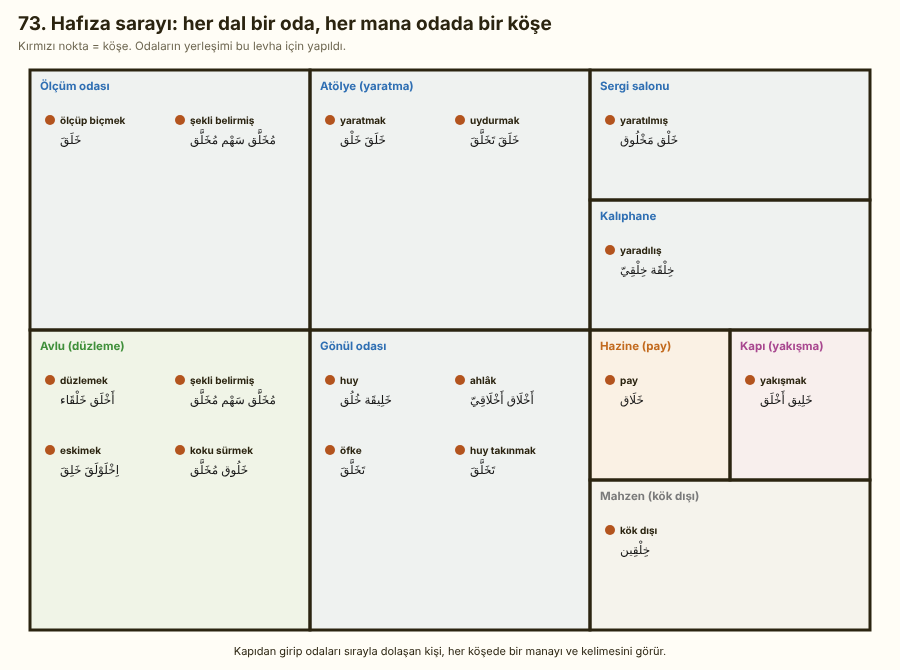 73. Hafıza sarayı: her dal bir oda, her mana odada bir köşe
Kırmızı nokta = köşe. Odaların yerleşimi bu levha için yapıldı.
Ölçüm odası
ölçüp biçmek
خَلَقَ
şekli belirmiş
مُخَلَّق سَهْم مُخَلَّق
Atölye (yaratma)
yaratmak
خَلَقَ خَلْق
uydurmak
خَلَقَ تَخَلَّقَ
Sergi salonu
yaratılmış
خَلْق مَخْلُوق
Kalıphane
yaradılış
خِلْقَة خِلْقِيّ
Avlu (düzleme)
düzlemek
أَخْلَق خَلْقَاء
şekli belirmiş
مُخَلَّق سَهْم مُخَلَّق
eskimek
اِخْلَوْلَقَ خَلِقَ
koku sürmek
خَلُوق مُخَلَّق
Gönül odası
huy
خَلِيقَة خُلُق
ahlâk
أَخْلَاق أَخْلَاقِيّ
öfke
تَخَلَّقَ
huy takınmak
تَخَلَّقَ
Hazine (pay)
pay
خَلَاق
Kapı (yakışma)
yakışmak
خَلِيق أَخْلَق
Mahzen (kök dışı)
kök dışı
خِلْقِين
Kapıdan girip odaları sırayla dolaşan kişi, her köşede bir manayı ve kelimesini görür.